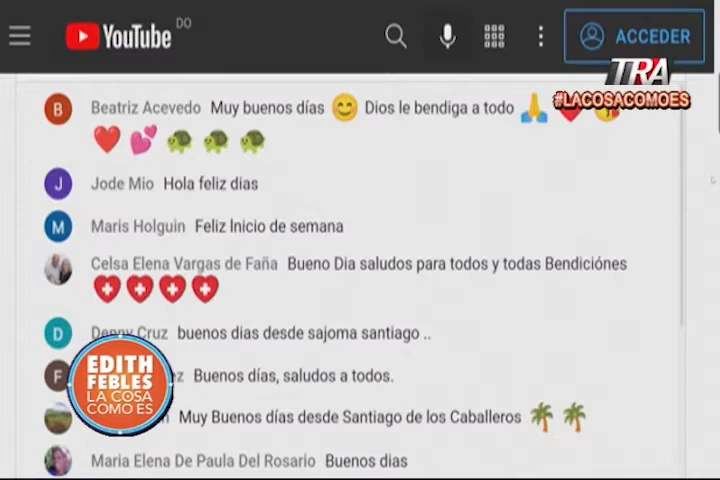 YouTube DO
ACCEDER
TRA
#LACOSACOMOES
B Beatriz Acevedo Muy buenos días Dios le bendiga a todo
J Jode Mio Hola feliz dias
M Maris Holguin Feliz Inicio de semana
Celsa Elena Vargas de Faña Bueno Dia saludos para todos y todas Bendiciónes
D Denny Cruz buenos dias desde sajoma santiago ..
F Buenos días, saludos a todos.
Muy Buenos días desde Santiago de los Caballeros
Maria Elena De Paula Del Rosario Buenos dias
EDITH
FEBLES
LA COSA
COMO ES